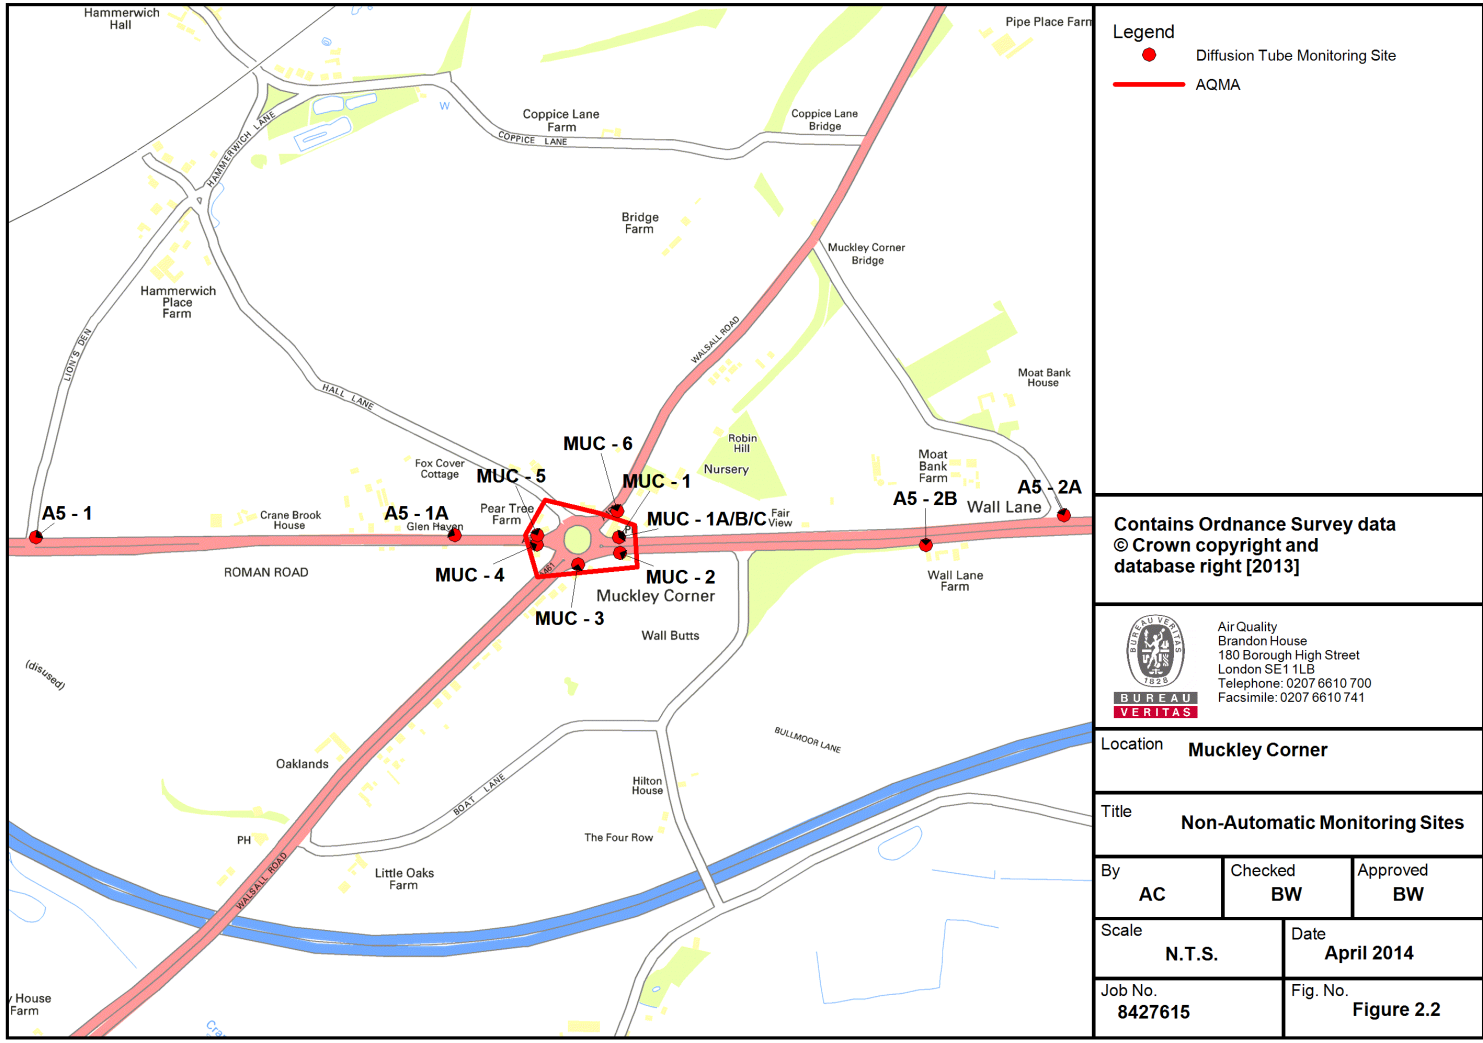 Hammerwich
Hall
Pipe Place Farm
W
Coppice Lane
Farm
Coppice Lane
Bridge
COPPICE LANE
HAMMERWICH LANE
Bridge
Farm
Muckley Corner
Bridge
Hammerwich
Place
Farm
LION'S DEN
WALSALL ROAD
HALL LANE
Moat Bank
House
MUC - 6
Robin
Hill
Nursery
Fox Cover
Cottage
MUC - 5
MUC - 1
Moat
Bank
Farm
A5 - 2A
A5 - 2B
Wall Lane
A5 - 1
Crane Brook
House
A5 - 1A
Glen Haven
Pear Tree
Farm
MUC - 1A/B/C
Fair
View
ROMAN ROAD
MUC - 4
A461
MUC - 2
Wall Lane
Farm
Muckley Corner
MUC - 3
Wall Butts
(disused)
BULLMOOR LANE
Oaklands
Hilton
House
BOAT LANE
PH
The Four Row
Little Oaks
Farm
WALSALL ROAD
y House
Farm
Cra
Legend
Diffusion Tube Monitoring Site
AQMA
Contains Ordnance Survey data
© Crown copyright and
database right [2013]
BUREAU VERITAS
1828
BUREAU
VERITAS
Air Quality
Brandon House
180 Borough High Street
London SE1 1LB
Telephone: 0207 6610 700
Facsimile: 0207 6610 741
Location Muckley Corner
Title Non-Automatic Monitoring Sites
By AC
Checked BW
Approved BW
Scale N.T.S.
Date April 2014
Job No. 8427615
Fig. No. Figure 2.2